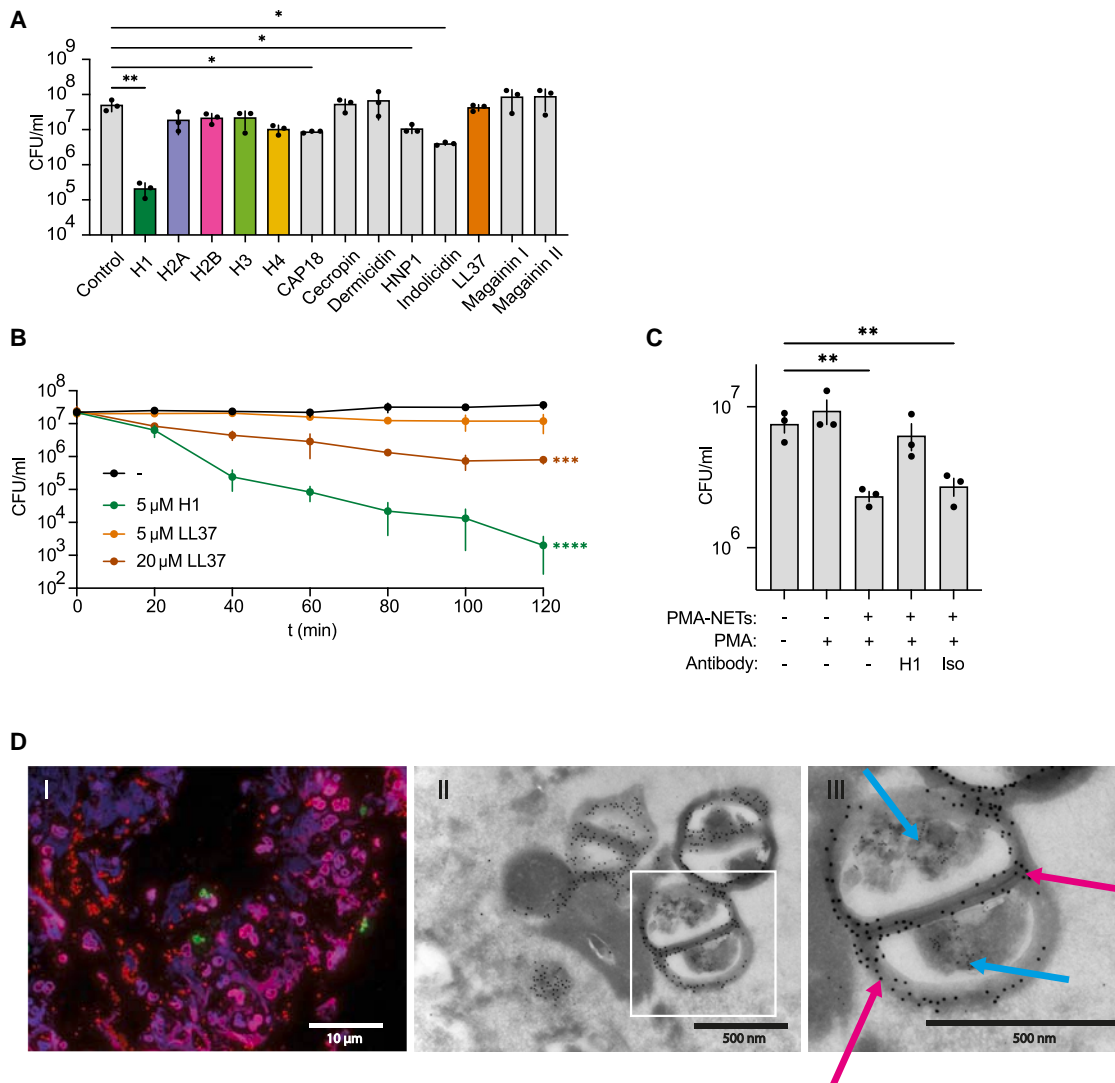 A
*
*
*
**
CFU/ml
10⁹
10⁸
10⁷
10⁶
10⁵
10⁴
Control
H1
H2A
H2B
H3
H4
CAP18
Cecropin
Dermicidin
HNP1
Indolicidin
LL37
Magainin I
Magainin II
B
CFU/ml
10⁸
10⁷
10⁶
10⁵
10⁴
10³
10²
-
5 µM H1
5 µM LL37
20 µM LL37
***
****
0 20 40 60 80 100 120
t (min)
C
**
**
CFU/ml
10⁷
10⁶
PMA-NETs: - - + + +
PMA: - + + + +
Antibody: - - - H1 Iso
D
I
10 µm
II
500 nm
III
500 nm